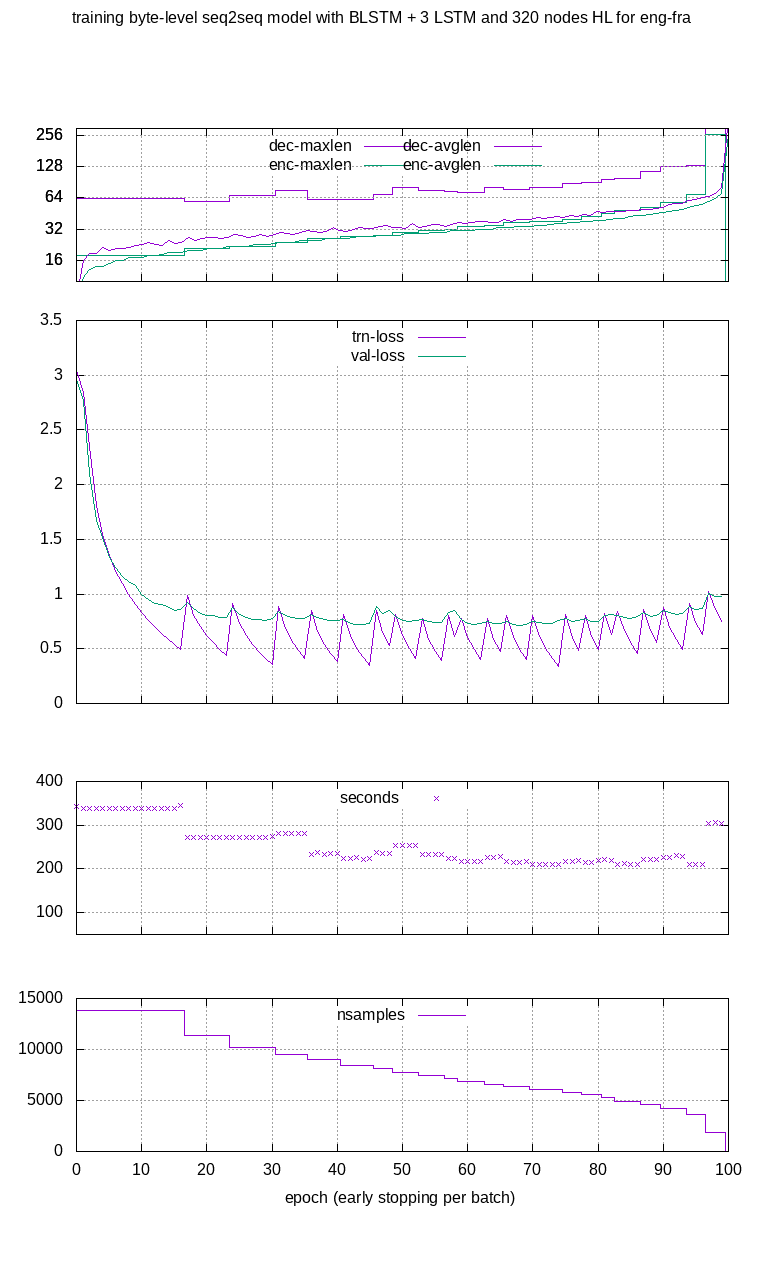 training byte-level seq2seq model with BLSTM + 3 LSTM and 320 nodes HL for eng-fra
256
128
64
32
16
dec-maxlen dec-avglen
enc-maxlen enc-avglen
3.5
3
2.5
2
1.5
1
0.5
0
trn-loss
val-loss
400
300
200
100
seconds
15000
10000
5000
0
nsamples
0 10 20 30 40 50 60 70 80 90 100
epoch (early stopping per batch)